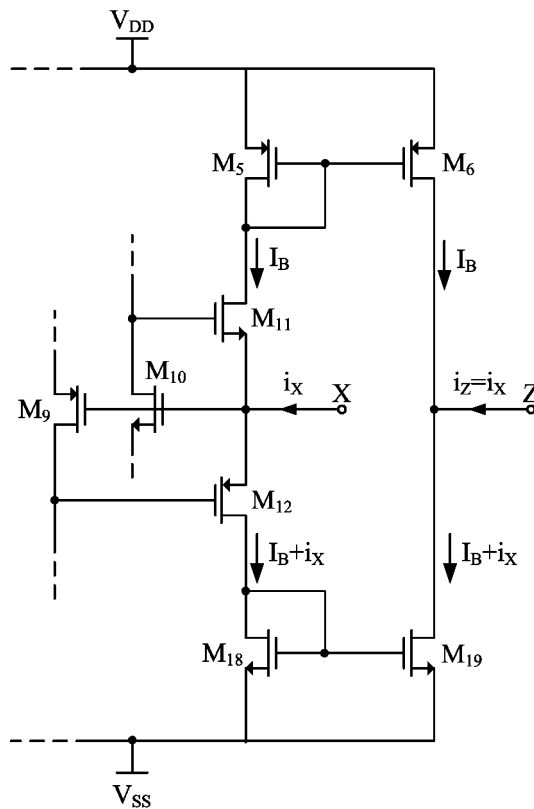 V_DD
M_5
M_6
I_B
I_B
M_11
M_10
M_9
i_X
X
i_Z=i_X
Z
M_12
I_B+i_X
I_B+i_X
M_18
M_19
V_SS